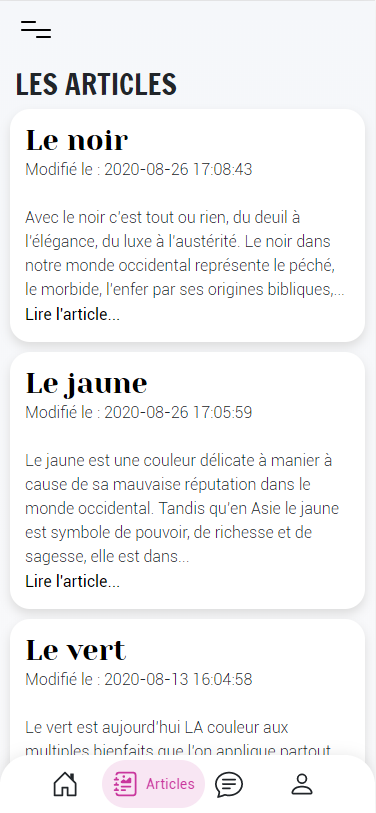 LES ARTICLES
Le noir
Modifié le : 2020-08-26 17:08:43
Avec le noir c'est tout ou rien, du deuil à
l'élégance, du luxe à l'austérité. Le noir dans
notre monde occidental représente le péché,
le morbide, l'enfer par ses origines bibliques,...
Lire l'article...
Le jaune
Modifié le : 2020-08-26 17:05:59
Le jaune est une couleur délicate à manier à
cause de sa mauvaise réputation dans le
monde occidental. Tandis qu'en Asie le jaune
est symbole de pouvoir, de richesse et de
sagesse, elle est dans...
Lire l'article...
Le vert
Modifié le : 2020-08-13 16:04:58
Le vert est aujourd'hui LA couleur aux
multiples bienfaits que l'on applique partout
Articles